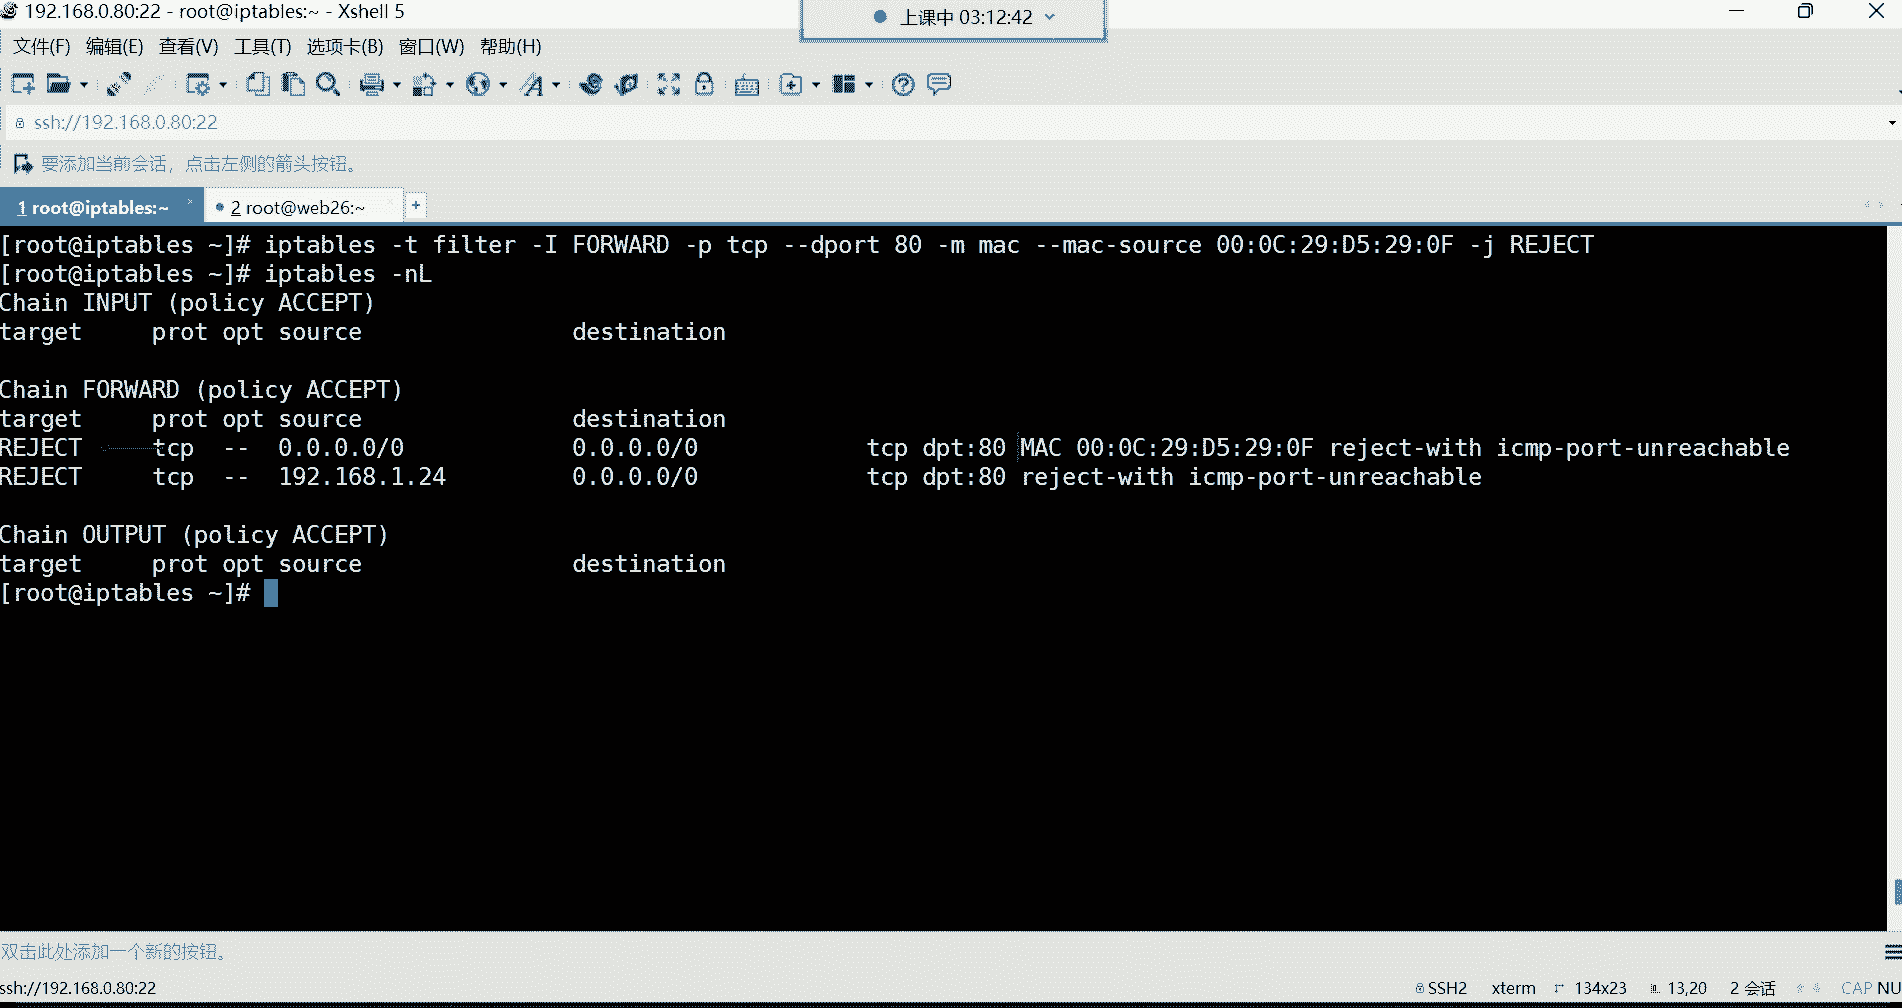 192.168.0.80:22 - root@iptables:~ - Xshell 5
上课中 03:12:42
文件(F) 编辑(E) 查看(V) 工具(T) 选项卡(B) 窗口(W) 帮助(H)
ssh://192.168.0.80:22
要添加当前会话，点击左侧的箭头按钮。
1 root@iptables:~ × 2 root@web26:~ +
[root@iptables ~]# iptables -t filter -I FORWARD -p tcp --dport 80 -m mac --mac-source 00:0C:29:D5:29:0F -j REJECT
[root@iptables ~]# iptables -nL
Chain INPUT (policy ACCEPT)
target     prot opt source               destination
Chain FORWARD (policy ACCEPT)
target     prot opt source               destination
REJECT     tcp  --  0.0.0.0/0            0.0.0.0/0            tcp dpt:80 MAC 00:0C:29:D5:29:0F reject-with icmp-port-unreachable
REJECT     tcp  --  192.168.1.24         0.0.0.0/0            tcp dpt:80 reject-with icmp-port-unreachable
Chain OUTPUT (policy ACCEPT)
target     prot opt source               destination
[root@iptables ~]#
双击此处添加一个新的按钮。
ssh://192.168.0.80:22 SSH2 xterm 134x23 13,20 2 会话 CAP NU